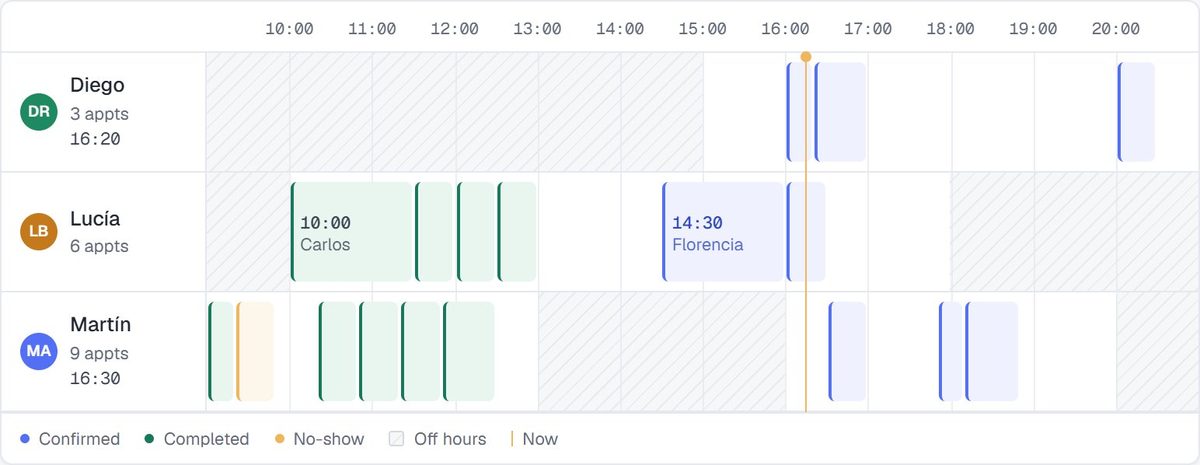 10:00 11:00 12:00 13:00 14:00 15:00 16:00 17:00 18:00 19:00 20:00
DR
Diego
3 appts
16:20
LB
Lucía
6 appts
10:00
Carlos
14:30
Florencia
MA
Martín
9 appts
16:30
Confirmed Completed No-show Off hours Now